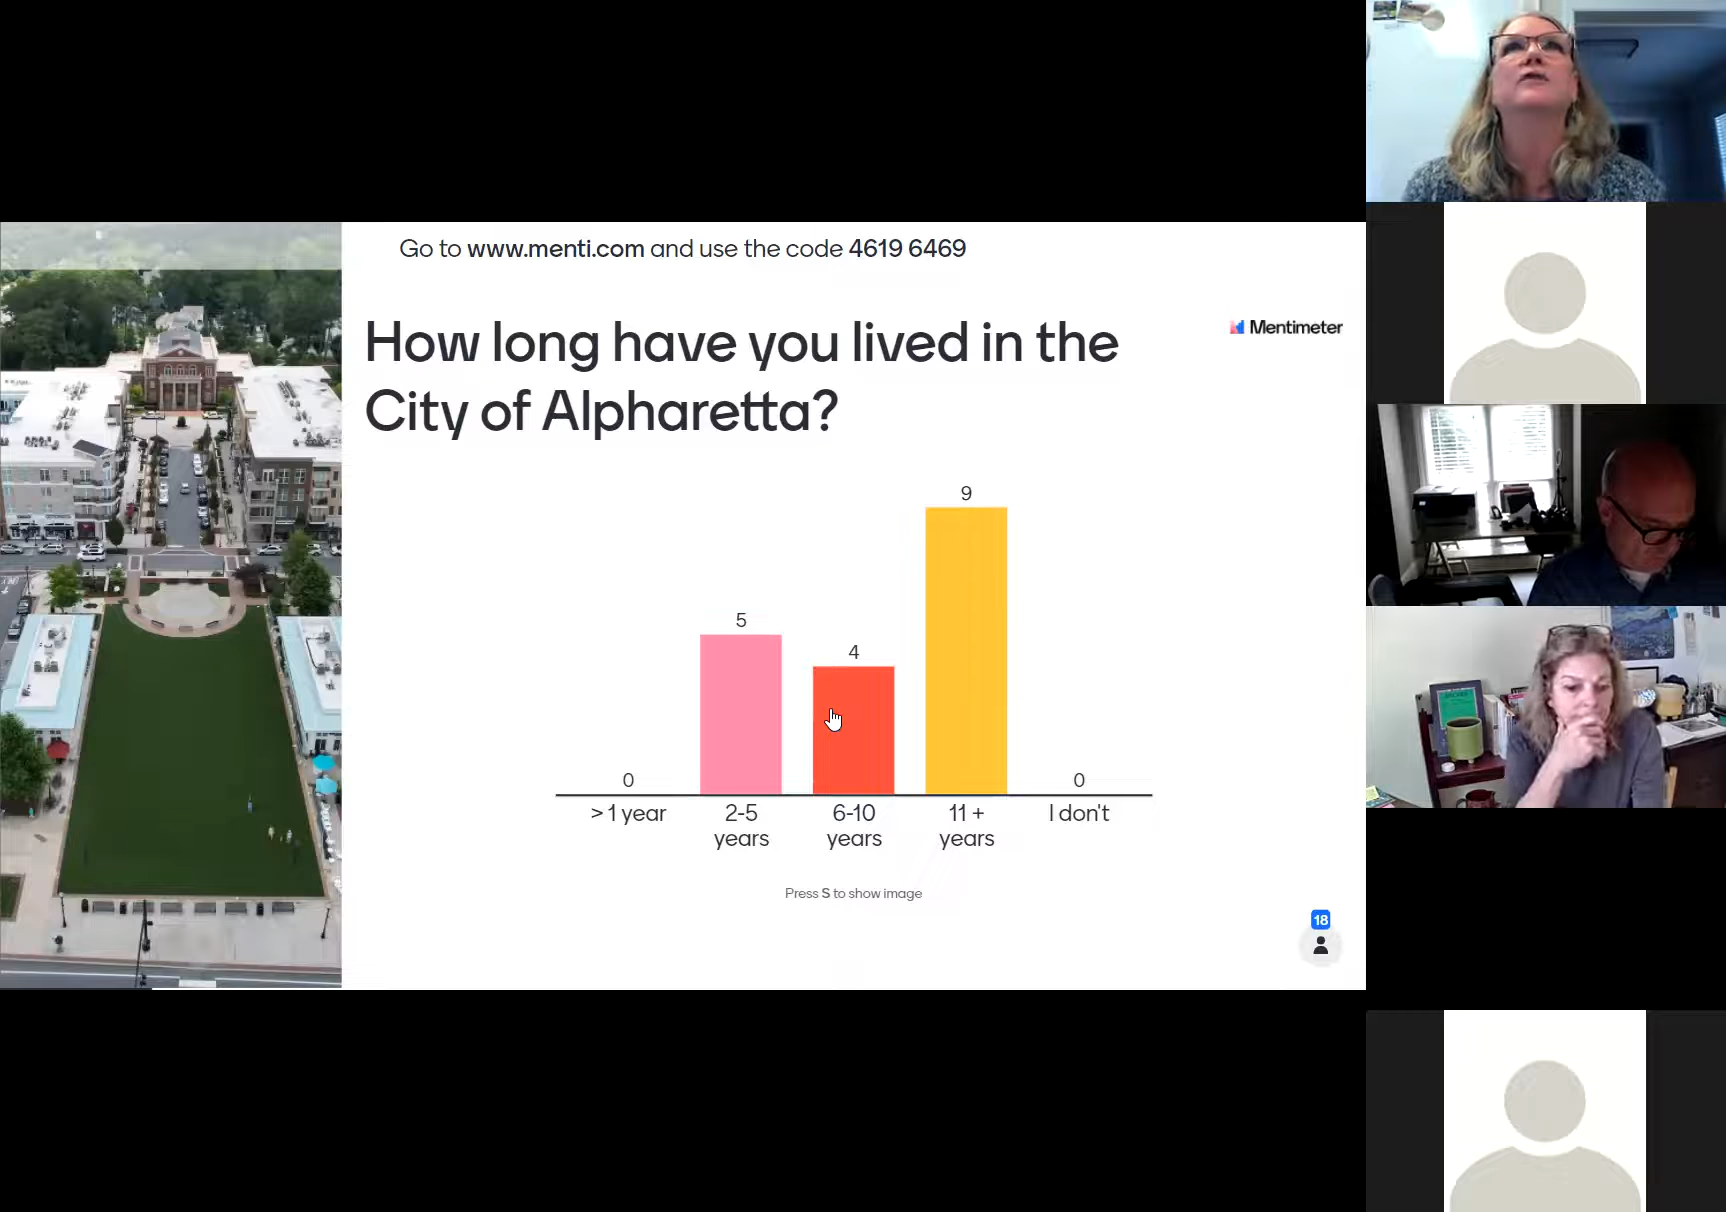 Go to www.menti.com and use the code 4619 6469
Mentimeter
How long have you lived in the
City of Alpharetta?
9
5
4
0
0
> 1 year
2-5
years
6-10
years
11 +
years
I don't
Press S to show image
18